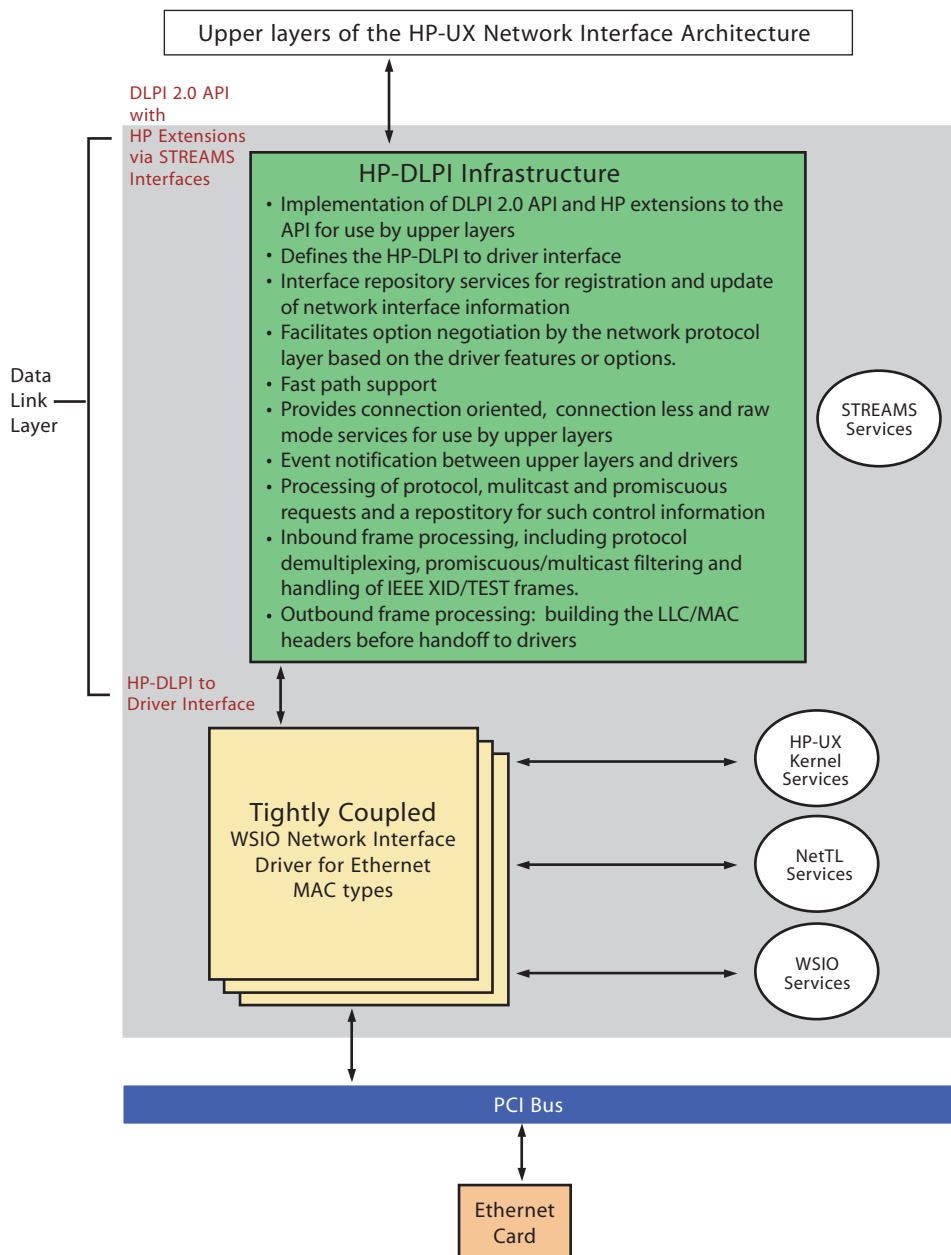 Upper layers of the HP-UX Network Interface Architecture
DLPI 2.0 API
with
HP Extensions
via STREAMS
Interfaces
HP-DLPI Infrastructure
• Implementation of DLPI 2.0 API and HP extensions to the
API for use by upper layers
• Defines the HP-DLPI to driver interface
• Interface repository services for registration and update
of network interface information
• Facilitates option negotiation by the network protocol
layer based on the driver features or options.
• Fast path support
• Provides connection oriented, connection less and raw
mode services for use by upper layers
• Event notification between upper layers and drivers
• Processing of protocol, mulitcast and promiscuous
requests and a repostitory for such control information
• Inbound frame processing, including protocol
demultiplexing, promiscuous/multicast filtering and
handling of IEEE XID/TEST frames.
• Outbound frame processing: building the LLC/MAC
headers before handoff to drivers
Data
Link
Layer
STREAMS
Services
HP-DLPI to
Driver Interface
Tightly Coupled
WSIO Network Interface
Driver for Ethernet
MAC types
HP-UX
Kernel
Services
NetTL
Services
WSIO
Services
PCI Bus
Ethernet
Card